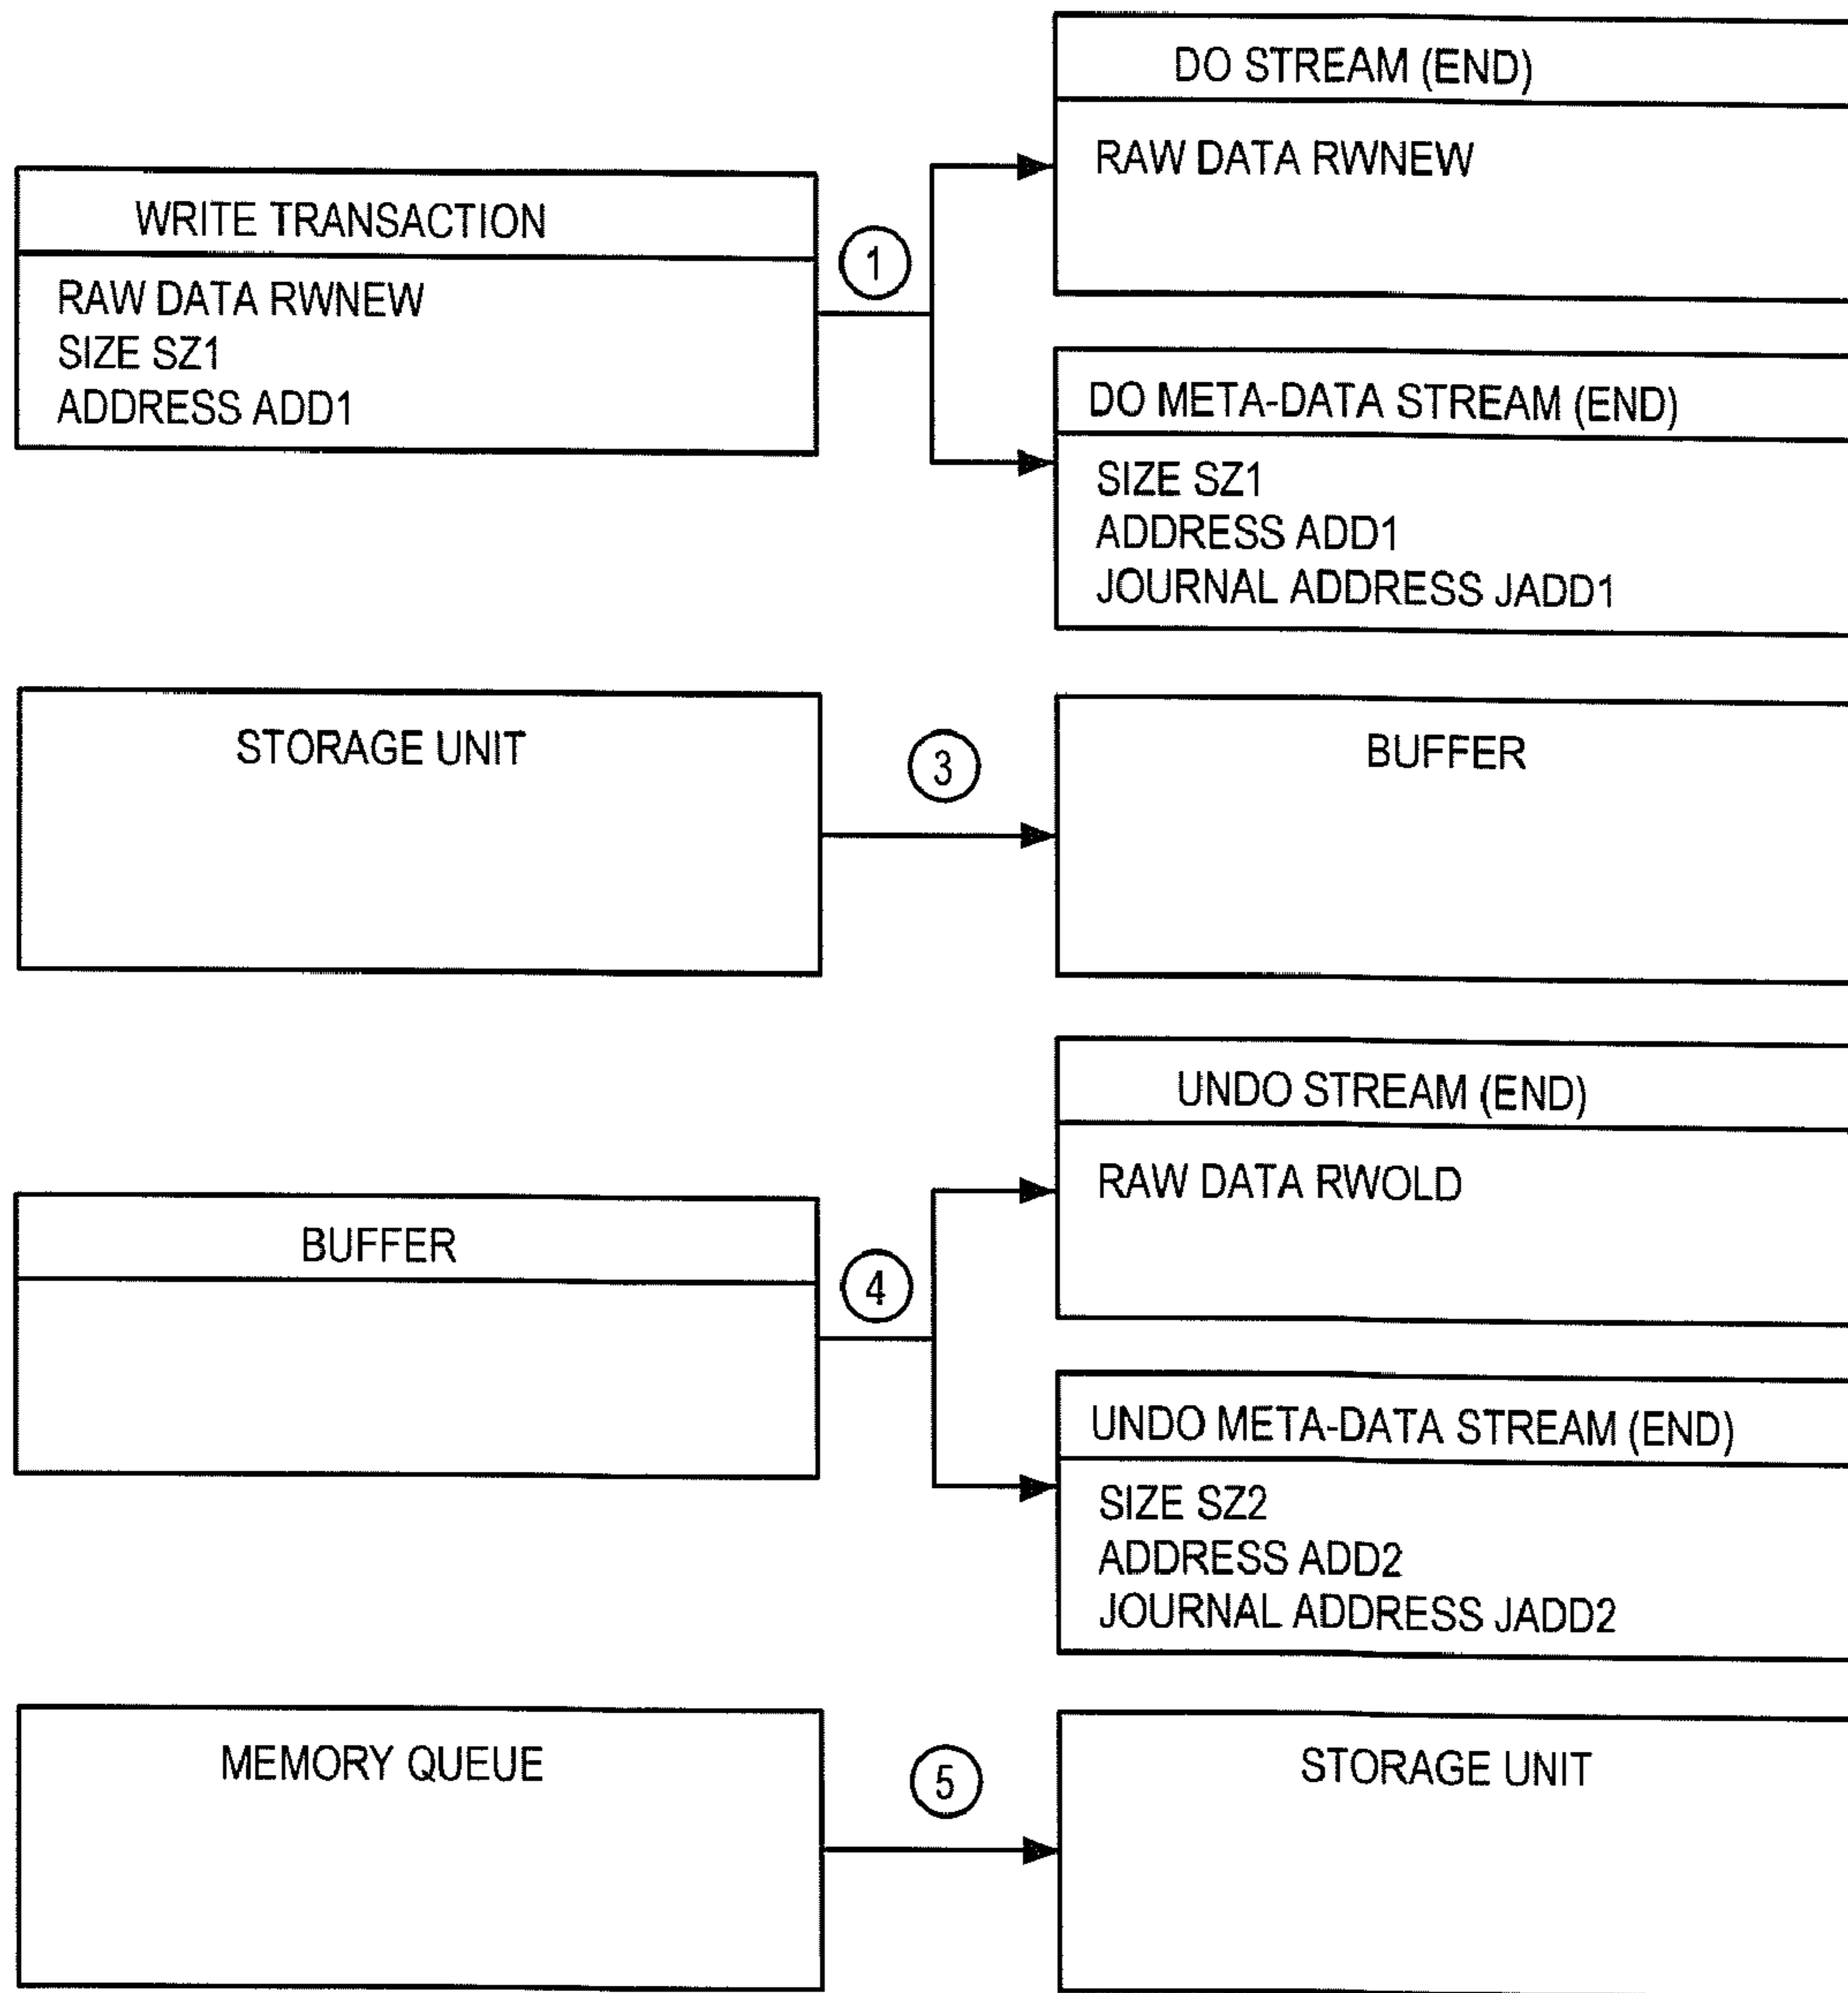 WRITE TRANSACTION
RAW DATA RWNEW
SIZE SZ1
ADDRESS ADD1
1
DO STREAM (END)
RAW DATA RWNEW
DO META-DATA STREAM (END)
SIZE SZ1
ADDRESS ADD1
JOURNAL ADDRESS JADD1
STORAGE UNIT
3
BUFFER
BUFFER
4
UNDO STREAM (END)
RAW DATA RWOLD
UNDO META-DATA STREAM (END)
SIZE SZ2
ADDRESS ADD2
JOURNAL ADDRESS JADD2
MEMORY QUEUE
5
STORAGE UNIT